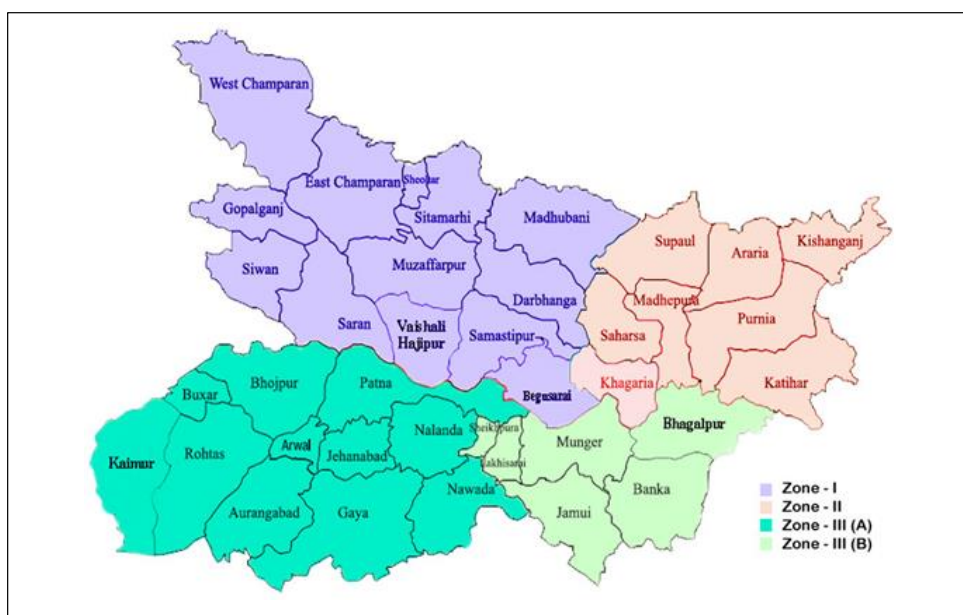 West Champaran
East Champaran
Sheohar
Gopalganj
Sitamarhi
Madhubani
Supaul
Araria
Kishanganj
Siwan
Muzaffarpur
Darbhanga
Madhepura
Purnia
Saran
Vaishali
Hajipur
Samastipur
Saharsa
Katihar
Bhojpur
Patna
Begusarai
Khagaria
Buxar
Bhagalpur
Nalanda
Sheikhpura
Munger
Arwal
Rohtas
Jehanabad
Lakhisarai
Kaimur
Nawada
Banka
Aurangabad
Gaya
Jamui
Zone - I
Zone - II
Zone - III (A)
Zone - III (B)